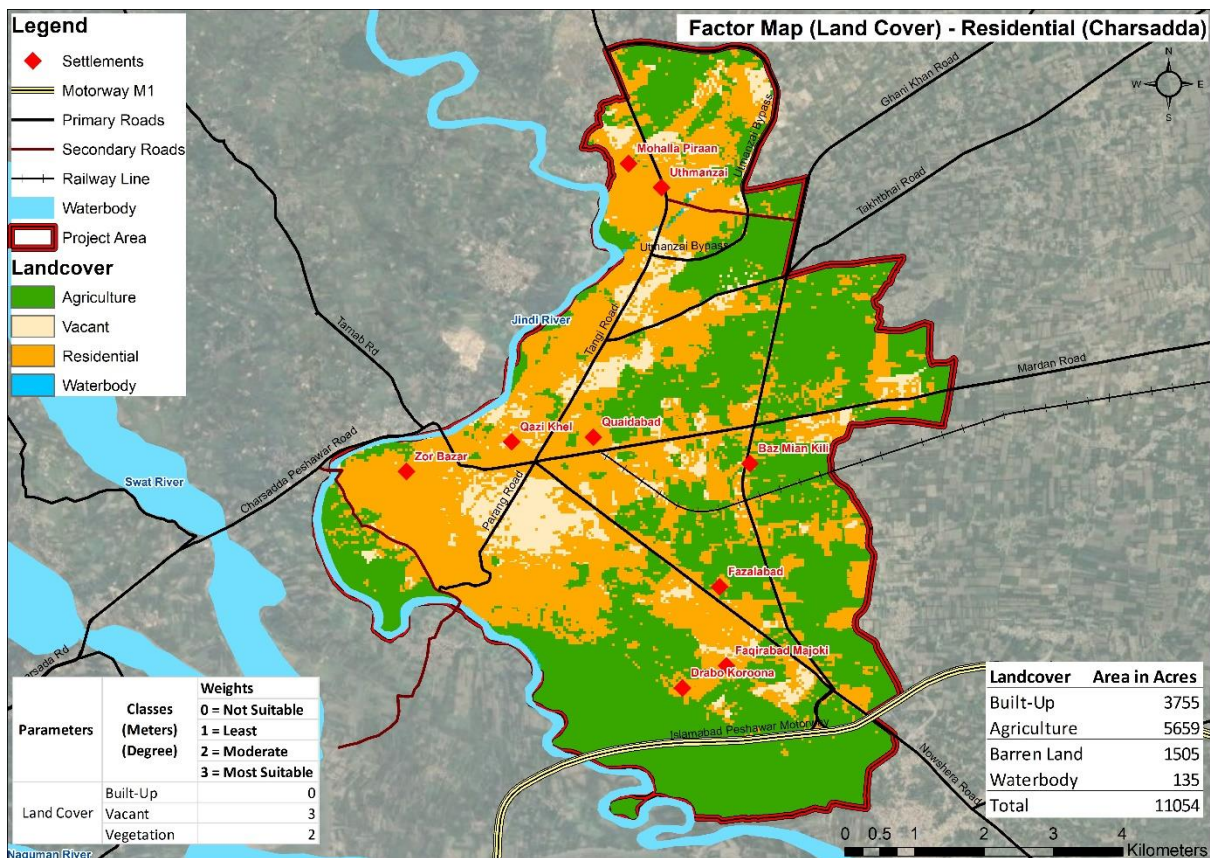 Factor Map (Land Cover) - Residential (Charsadda)
Legend
Settlements
Motorway M1
Primary Roads
Secondary Roads
Railway Line
Waterbody
Project Area
Landcover
Agriculture
Vacant
Residential
Waterbody
N
W
E
S
Ghani Khan Road
Takhtbhai Road
Utmanzai Bypass
Mohalla Piraan
Uthmanzai
Utmanzai Bypass
Jindi River
Tangi Road
Tarnab Rd
Mardan Road
Qazi Khel
Quaidabad
Baz Mian Kili
Zor Bazar
Charsadda Peshawar Road
Swat River
Parang Road
Fazalabad
Faqirabad Majoki
Drabo Koroona
Islamabad Peshawar Motorway
Nowshera Road
Naguman River
Parameters
Classes
(Meters)
(Degree)
Weights
0 = Not Suitable
1 = Least
2 = Moderate
3 = Most Suitable
Land Cover
Built-Up 0
Vacant 3
Vegetation 2
Landcover Area in Acres
Built-Up 3755
Agriculture 5659
Barren Land 1505
Waterbody 135
Total 11054
0 0.5 1 2 3 4
Kilometers